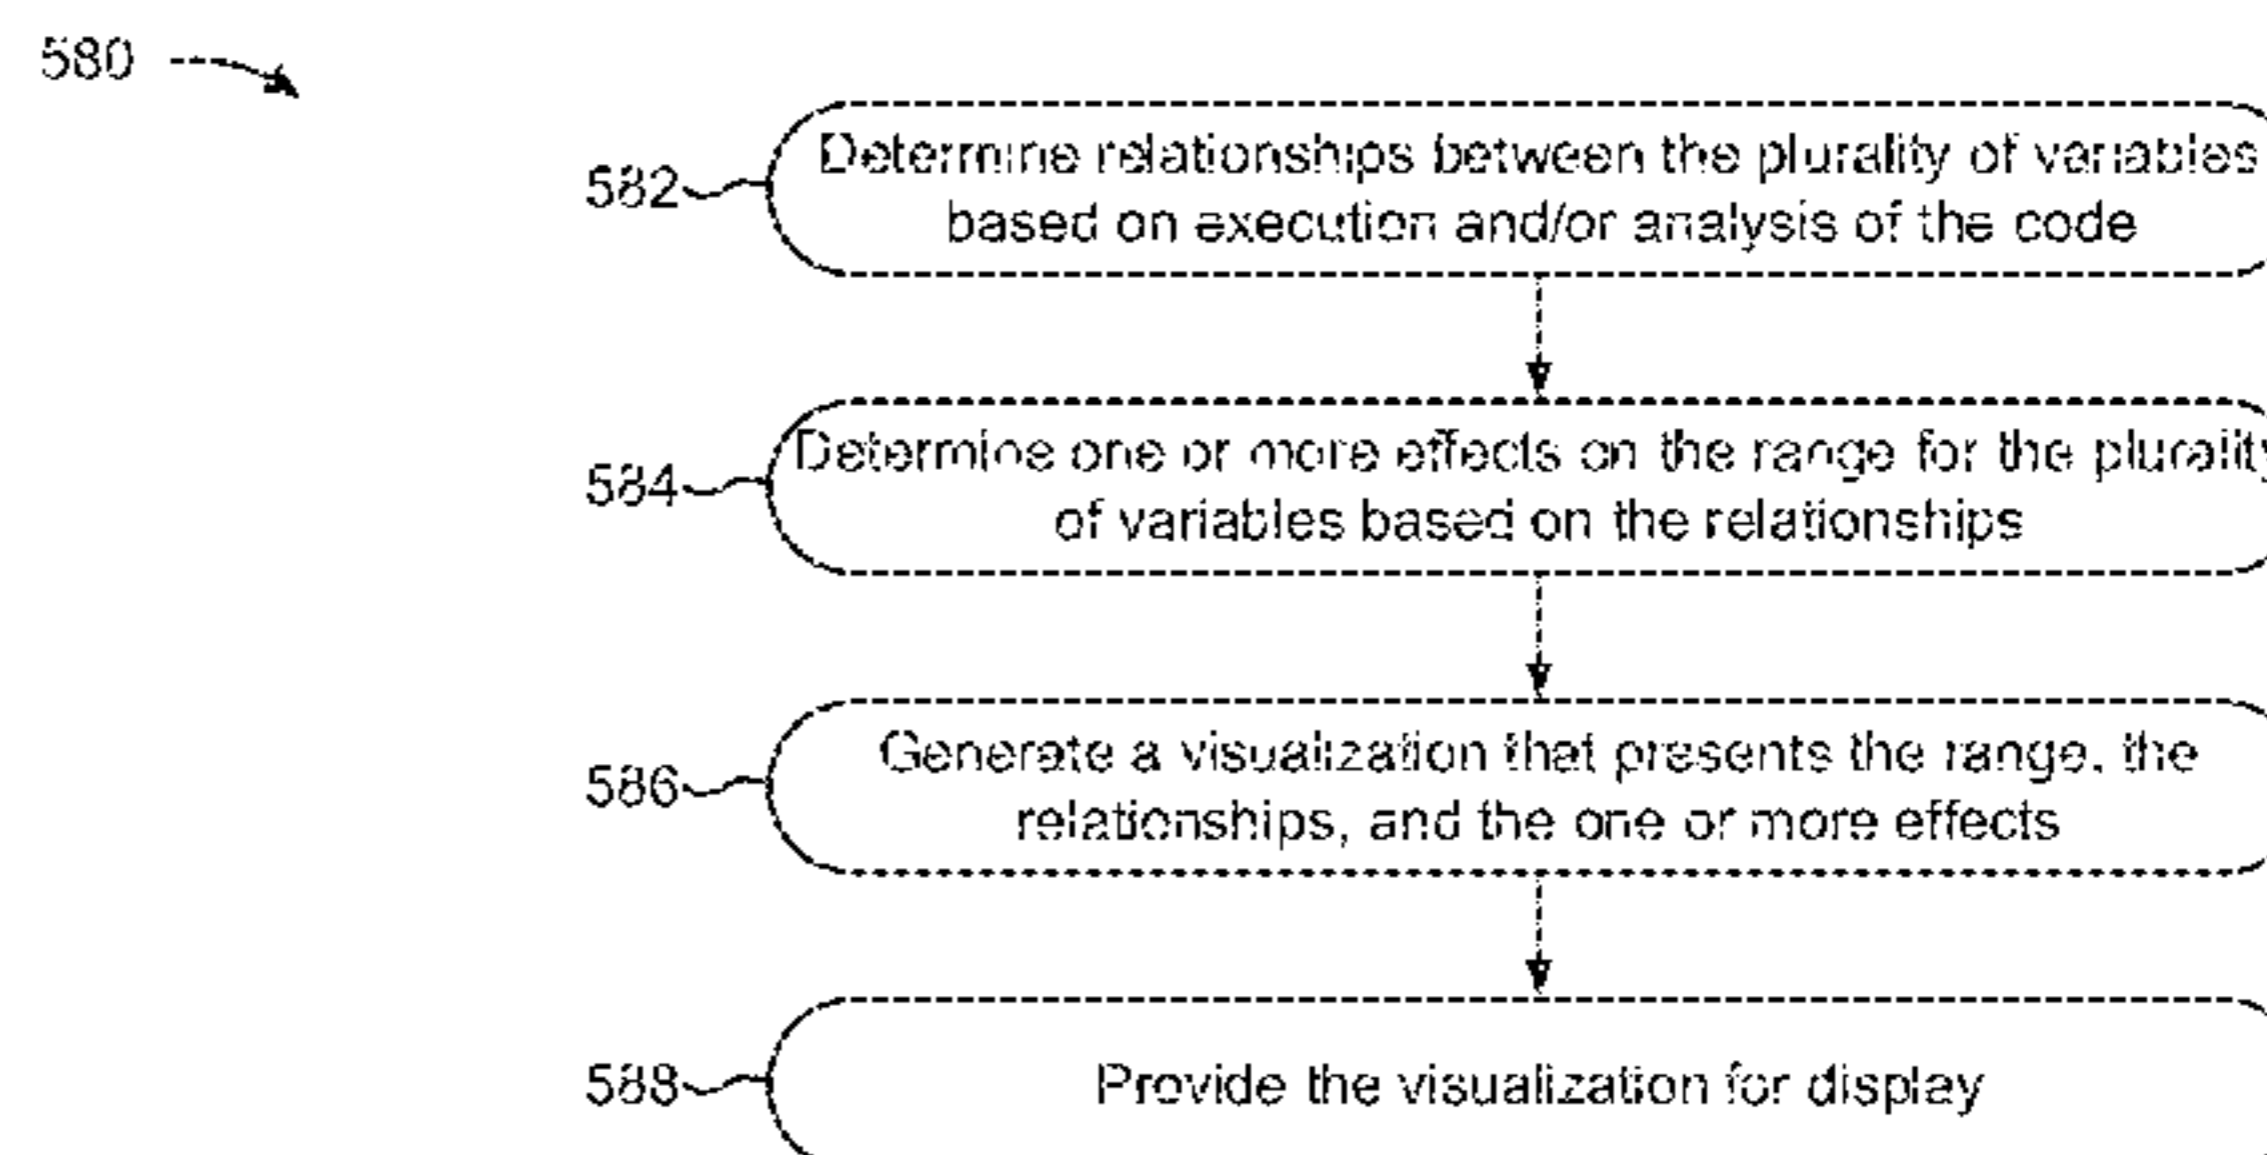 580
582
Determine relationships between the plurality of variables
based on execution and/or analysis of the code
584
Determine one or more effects on the range for the plurality
of variables based on the relationships
586
Generate a visualization that presents the range, the
relationships, and the one or more effects
588
Provide the visualization for display